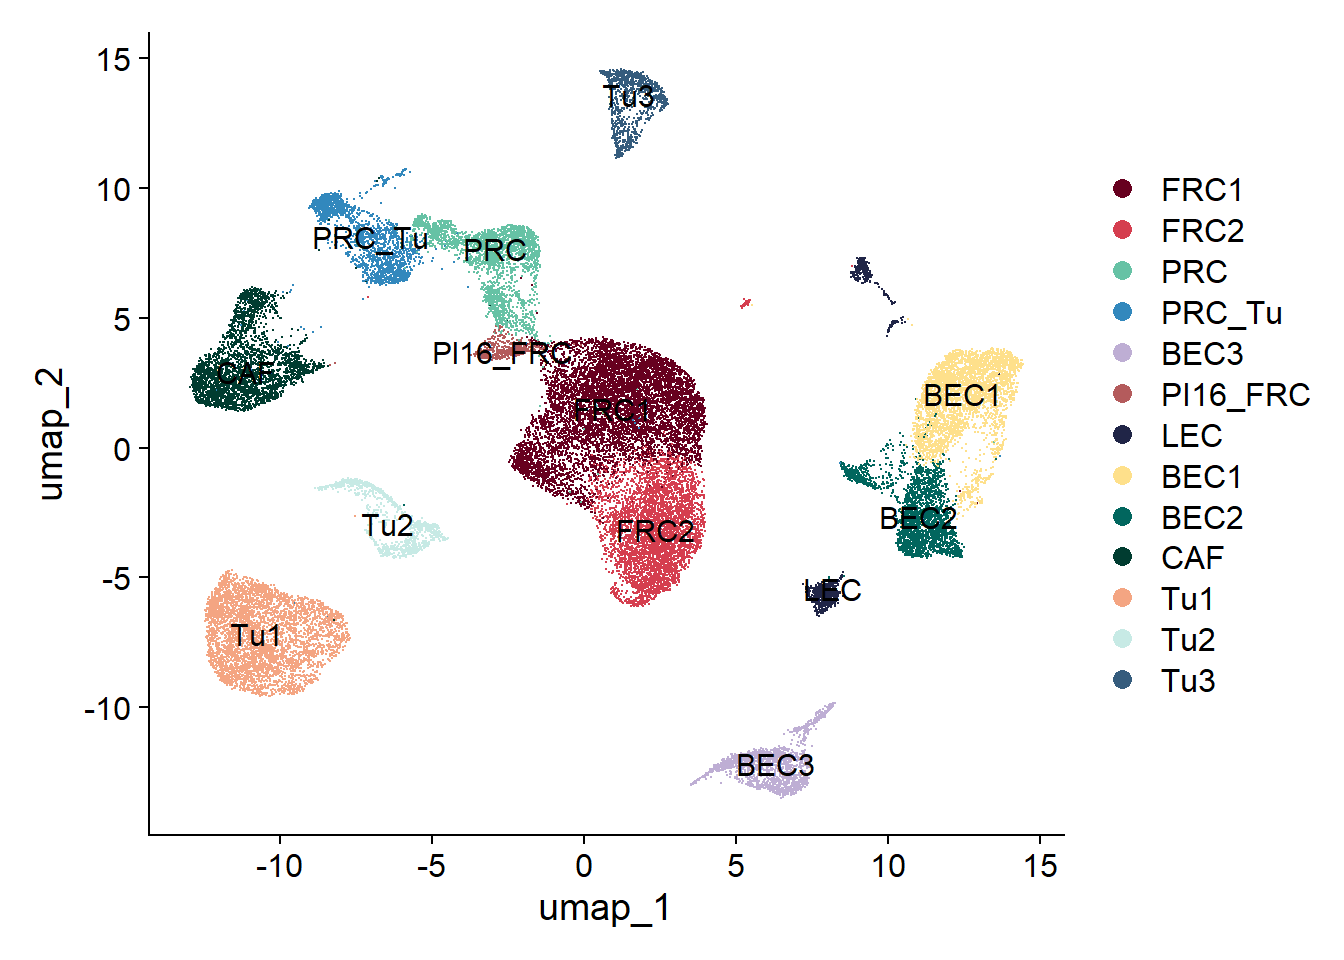 15
10
5
0
-5
-10
umap_2
-10
-5
0
5
10
15
umap_1
Tu3
PRC_Tu
PRC
PI16_FRC
CAF
FRC1
BEC1
Tu2
FRC2
BEC2
LEC
Tu1
BEC3
FRC1
FRC2
PRC
PRC_Tu
BEC3
PI16_FRC
LEC
BEC1
BEC2
CAF
Tu1
Tu2
Tu3